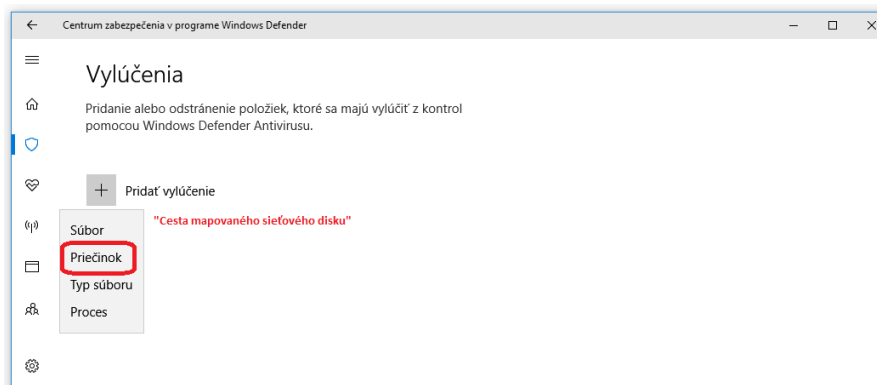 Centrum zabezpečenia v programe Windows Defender
Vylúčenia
Pridanie alebo odstránenie položiek, ktoré sa majú vylúčiť z kontrol
pomocou Windows Defender Antivirusu.
Pridať vylúčenie
"Cesta mapovaného sieťového disku"
Súbor
Priečinok
Typ súboru
Proces